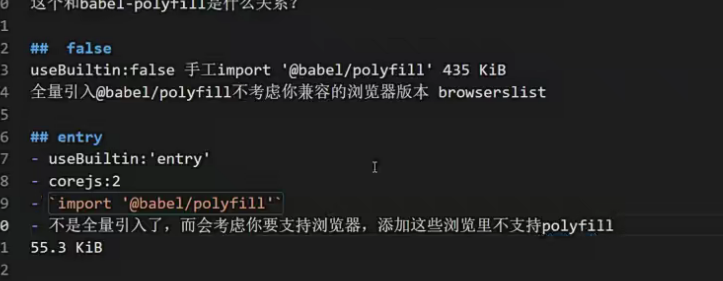 0 这个和babel-polyfill是什么关系?
1
2 ##  false
3 useBuiltin:false 手工import '@babel/polyfill' 435 KiB
4 全量引入@babel/polyfill不考虑你兼容的浏览器版本 browserslist
5
6 ## entry
7 - useBuiltin:'entry'
8 - corejs:2
9 - `import '@babel/polyfill'`
0 - 不是全量引入了，而会考虑你要支持浏览器，添加这些浏览里不支持polyfill
1 55.3 KiB
2